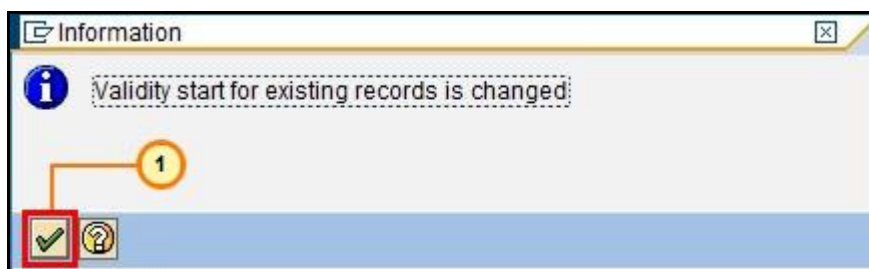 Information
Validity start for existing records is changed
1